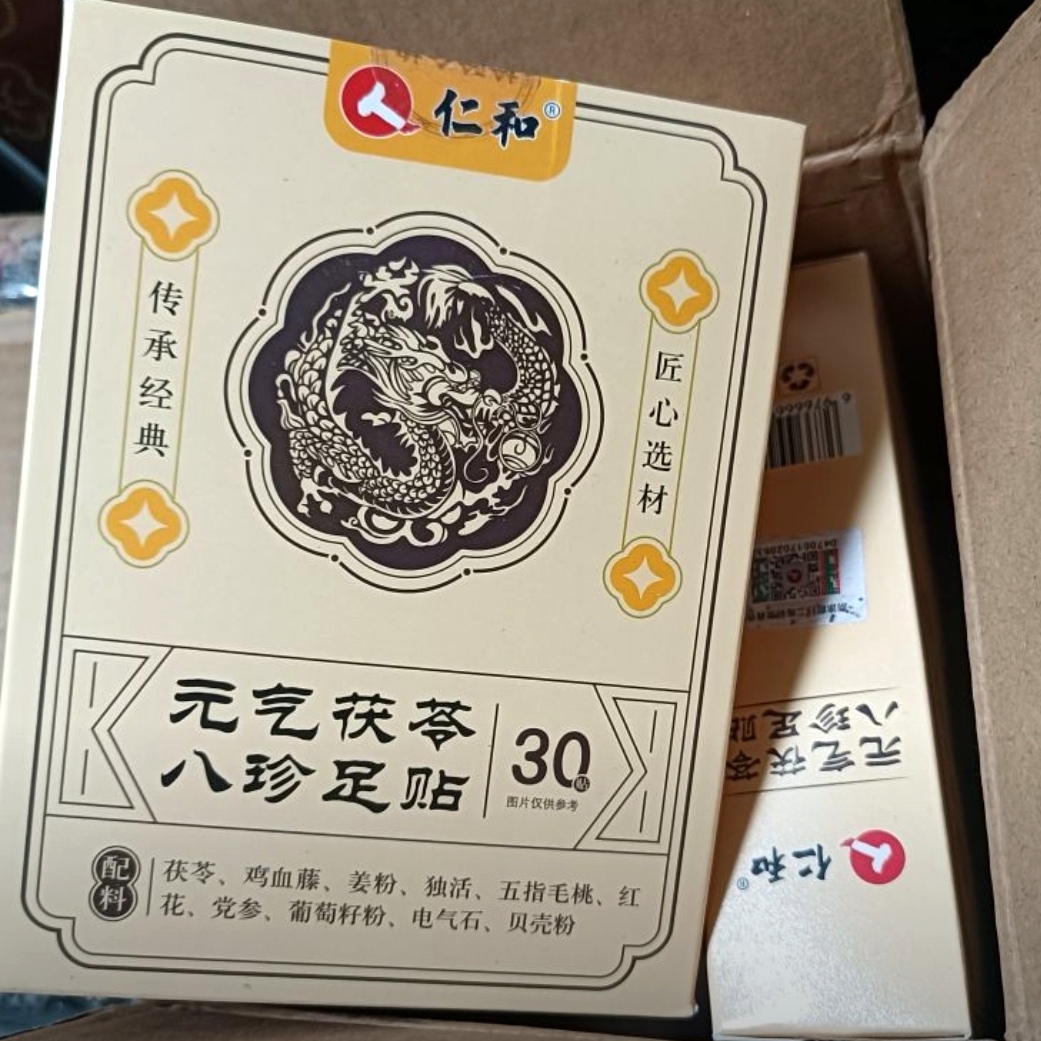 仁和®
传承经典
匠心选材
元气茯苓
八珍足贴
30贴
图片仅供参考
配料
茯苓、鸡血藤、姜粉、独活、五指毛桃、红
花、党参、葡萄籽粉、电气石、贝壳粉
元气茯苓
八珍足贴
仁和®